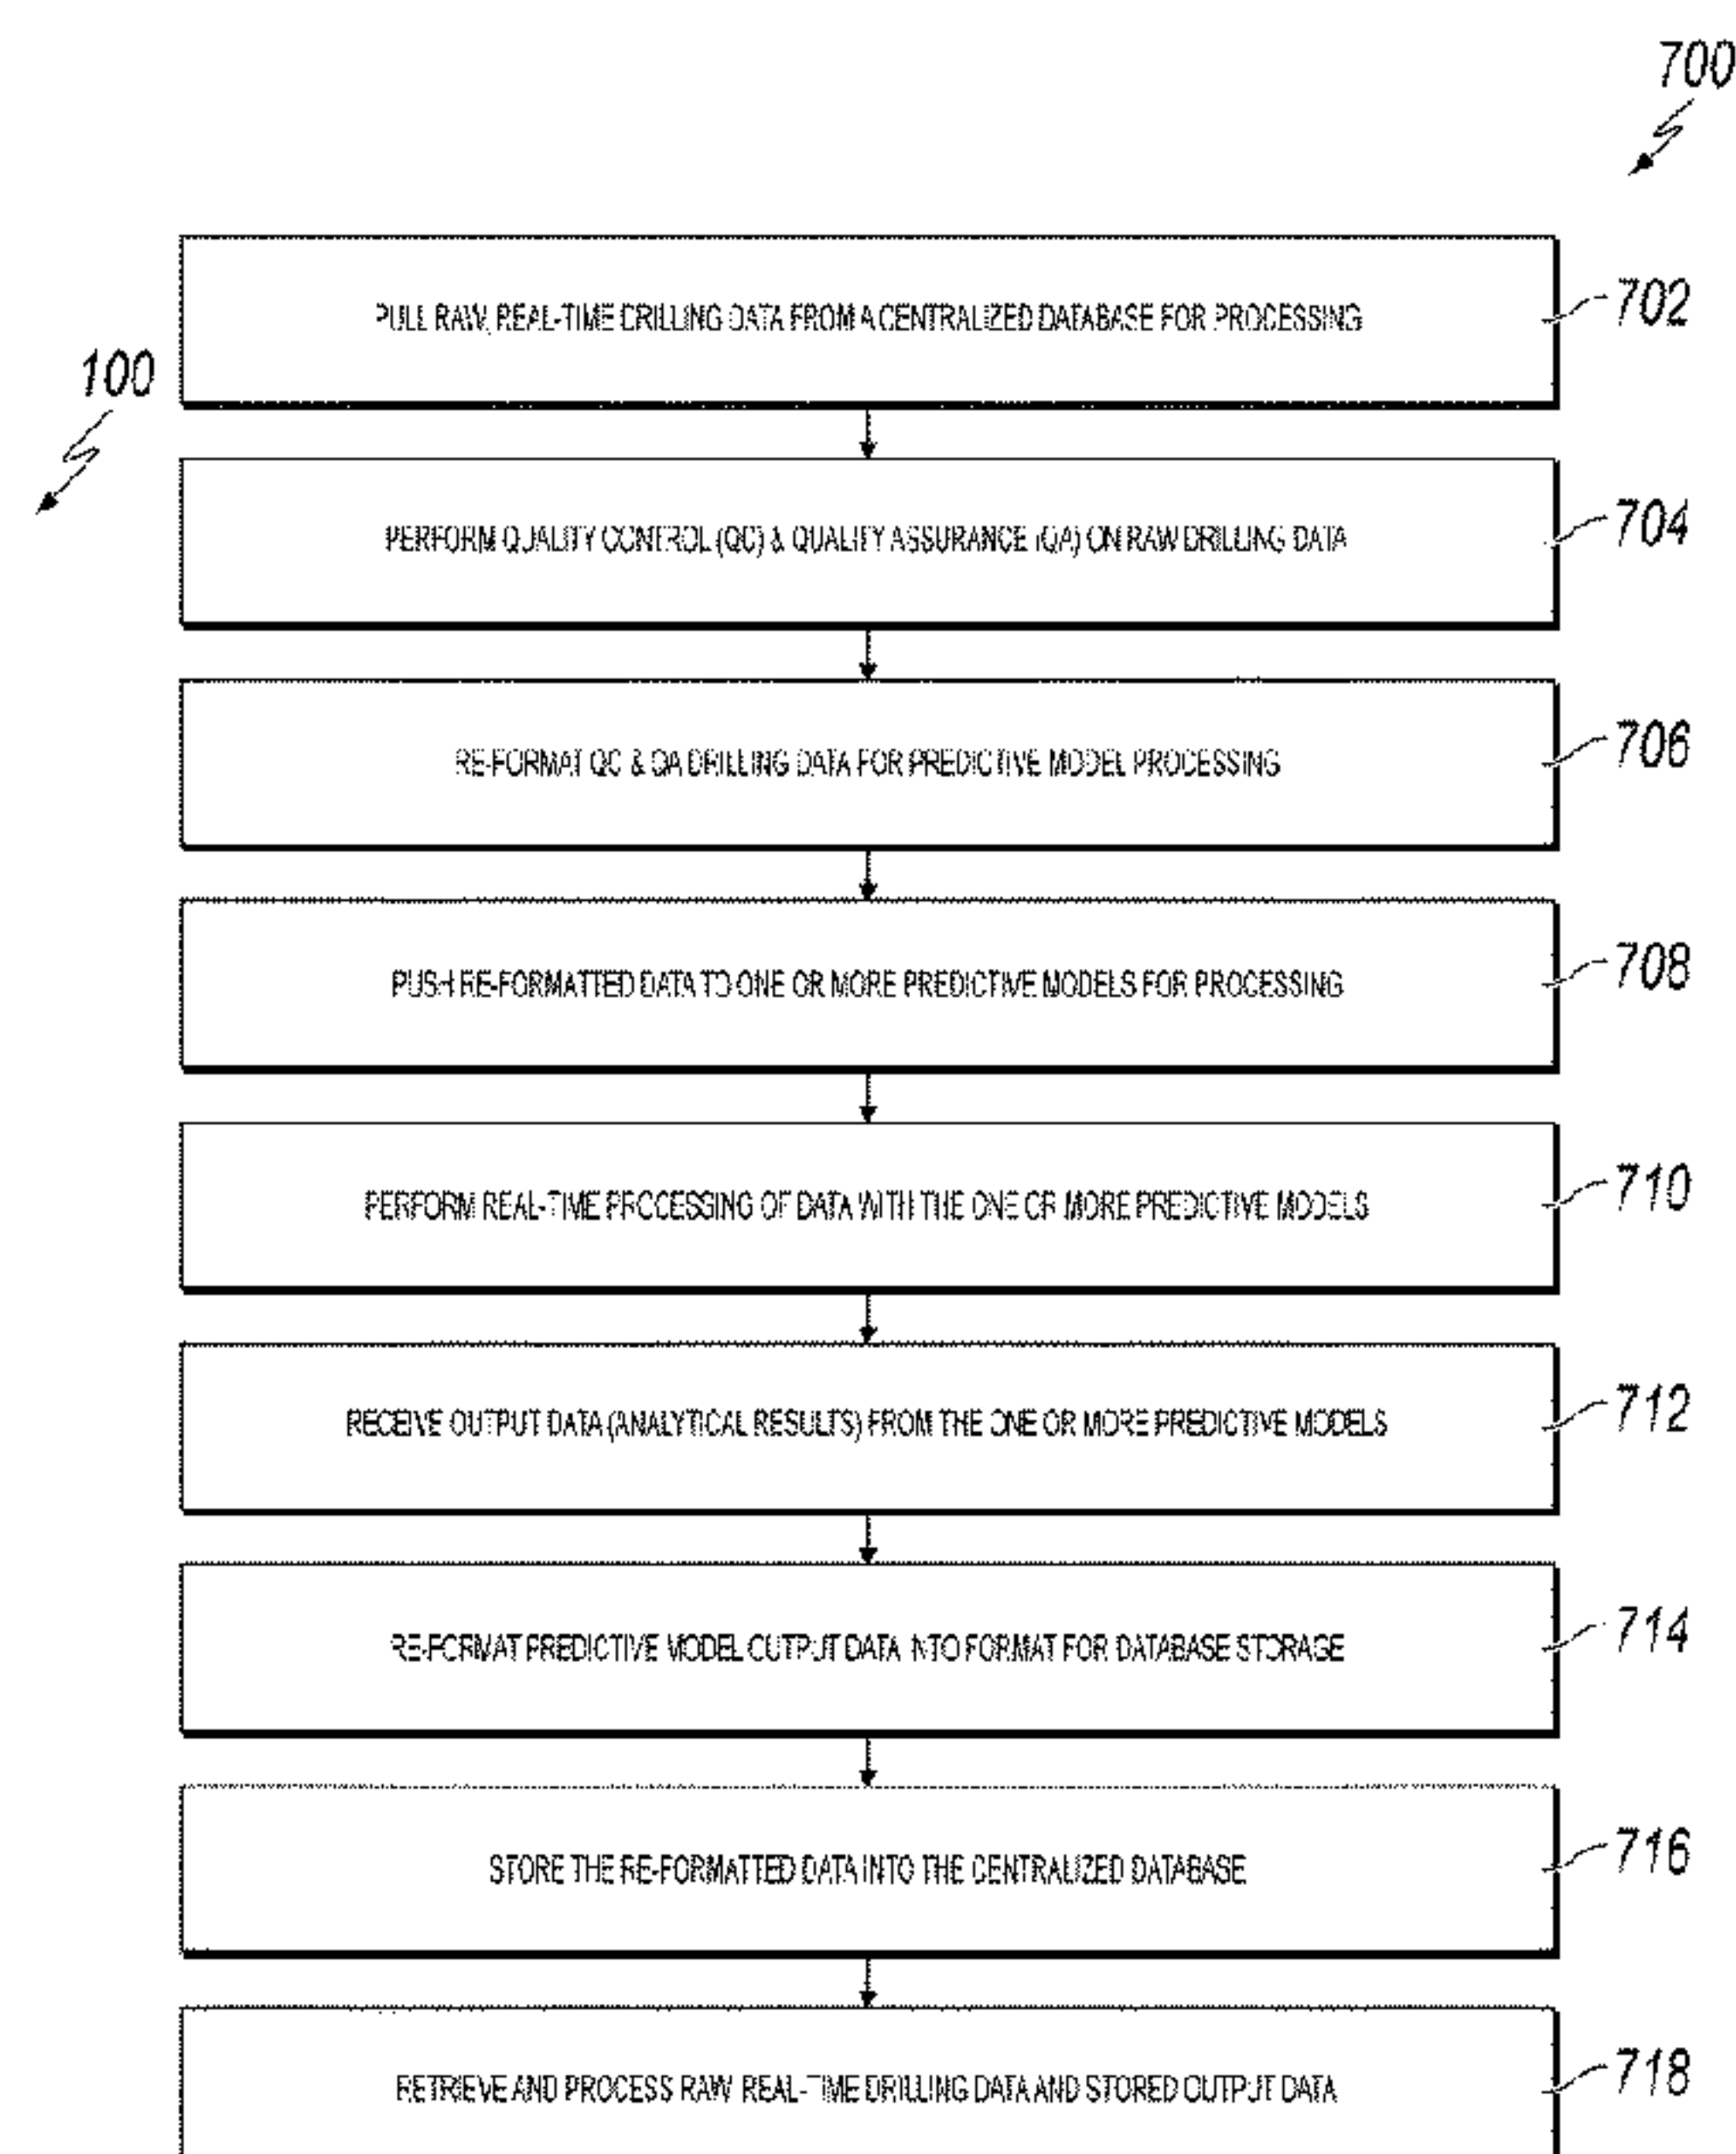 700
PULL RAW, REAL-TIME DRILLING DATA FROM A CENTRALIZED DATABASE FOR PROCESSING
702
100
PERFORM QUALITY CONTROL (QC) & QUALITY ASSURANCE (QA) ON RAW DRILLING DATA
704
RE-FORMAT QC & QA DRILLING DATA FOR PREDICTIVE MODEL PROCESSING
706
PUSH RE-FORMATTED DATA TO ONE OR MORE PREDICTIVE MODELS FOR PROCESSING
708
PERFORM REAL-TIME PROCESSING OF DATA WITH THE ONE OR MORE PREDICTIVE MODELS
710
RECEIVE OUTPUT DATA (ANALYTICAL RESULTS) FROM THE ONE OR MORE PREDICTIVE MODELS
712
RE-FORMAT PREDICTIVE MODEL OUTPUT DATA INTO FORMAT FOR DATABASE STORAGE
714
STORE THE RE-FORMATTED DATA INTO THE CENTRALIZED DATABASE
716
RETRIEVE AND PROCESS RAW, REAL-TIME DRILLING DATA AND STORED OUTPUT DATA
718